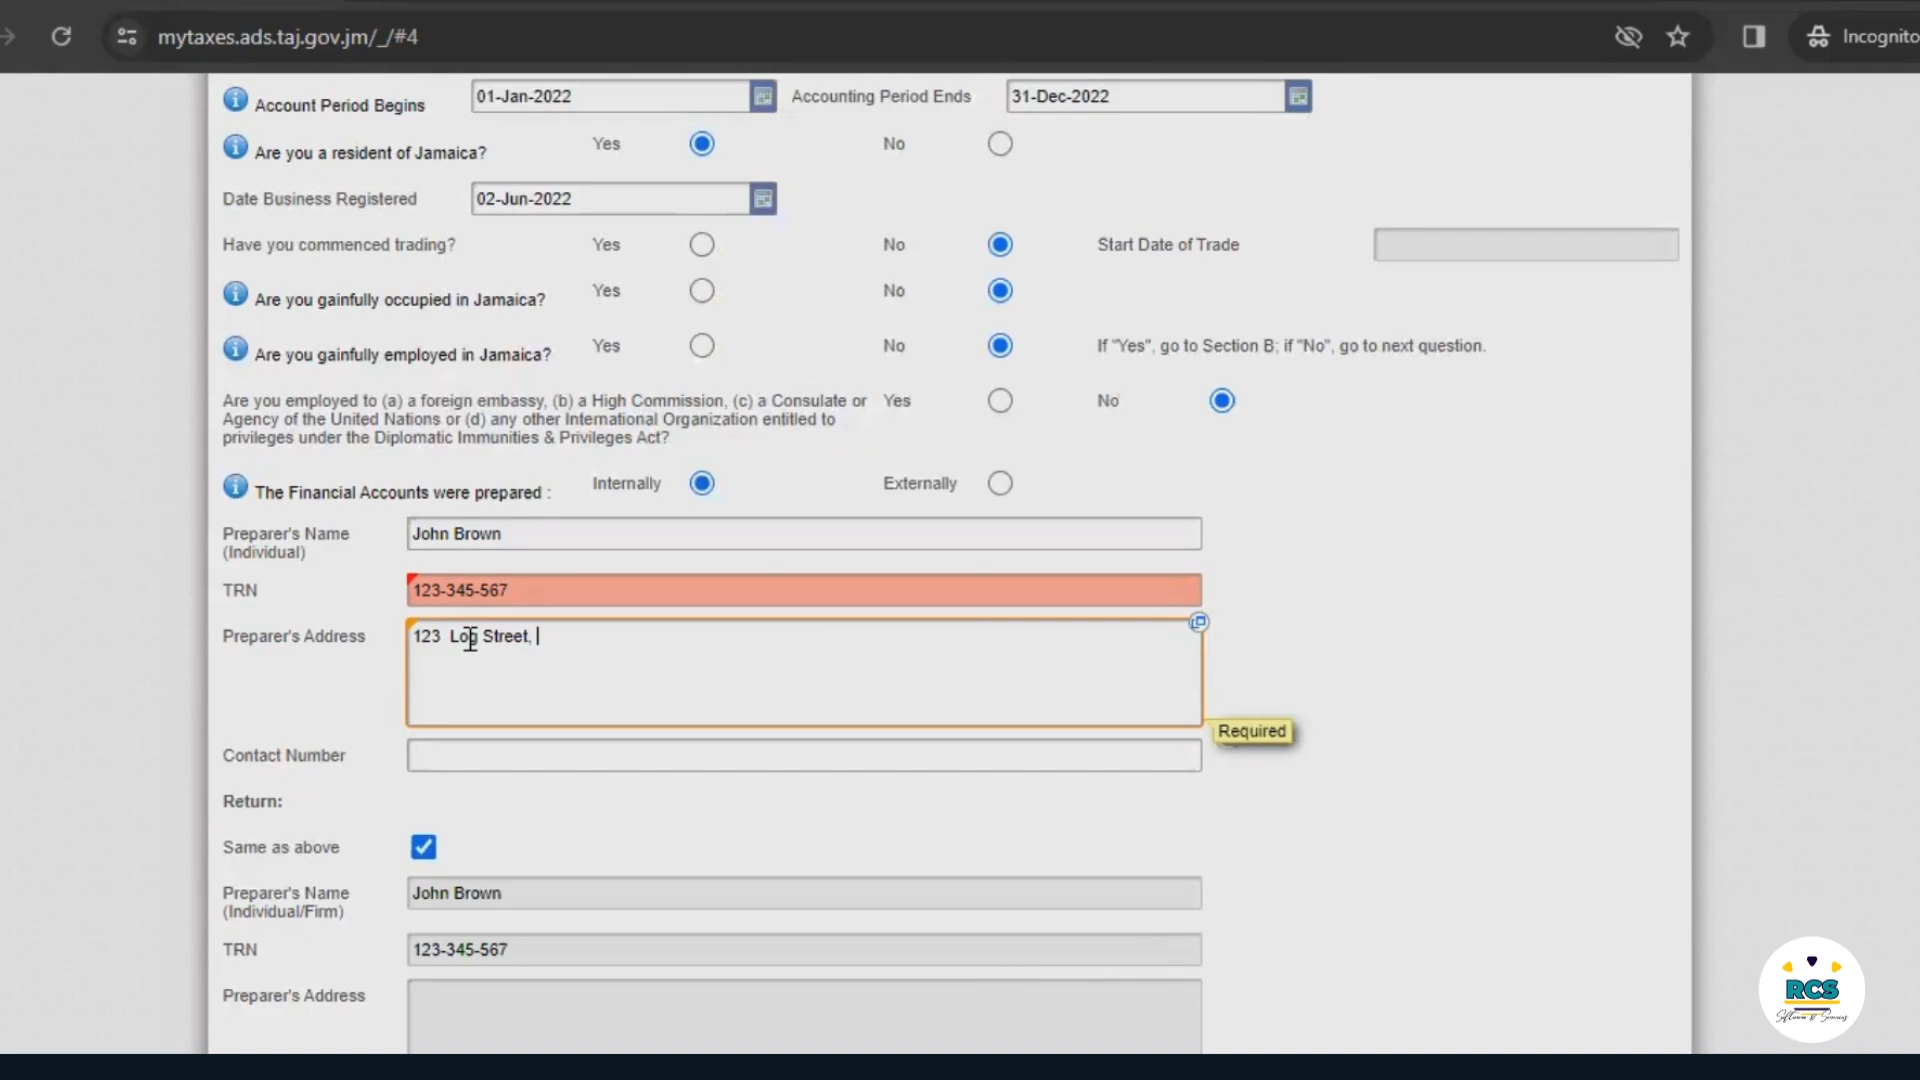 mytaxes.ads.taj.gov.jm/_/#4
Incognito
Account Period Begins 01-Jan-2022 Accounting Period Ends 31-Dec-2022
Are you a resident of Jamaica? Yes No
Date Business Registered 02-Jun-2022
Have you commenced trading? Yes No Start Date of Trade
Are you gainfully occupied in Jamaica? Yes No
Are you gainfully employed in Jamaica? Yes No If "Yes", go to Section B; if "No", go to next question.
Are you employed to (a) a foreign embassy, (b) a High Commission, (c) a Consulate or Yes No
Agency of the United Nations or (d) any other International Organization entitled to
privileges under the Diplomatic Immunities & Privileges Act?
The Financial Accounts were prepared : Internally Externally
Preparer's Name John Brown
(Individual)
TRN 123-345-567
Preparer's Address 123 Log Street,
Required
Contact Number
Return:
Same as above
Preparer's Name John Brown
(Individual/Firm)
TRN 123-345-567
Preparer's Address
RCS